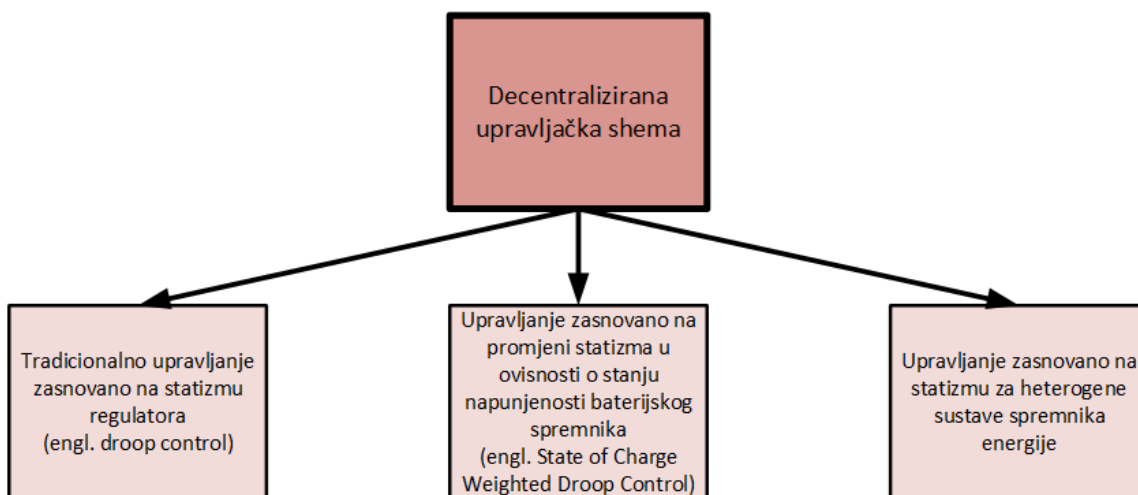 Decentralizirana
upravljačka shema
Tradicionalno upravljanje
zasnovano na statizmu
regulatora
(engl. droop control)
Upravljanje zasnovano na
promjeni statizma u
ovisnosti o stanju
napunjenosti baterijskog
spremnika
(engl. State of Charge
Weighted Droop Control)
Upravljanje zasnovano na
statizmu za heterogene
sustave spremnika
energije